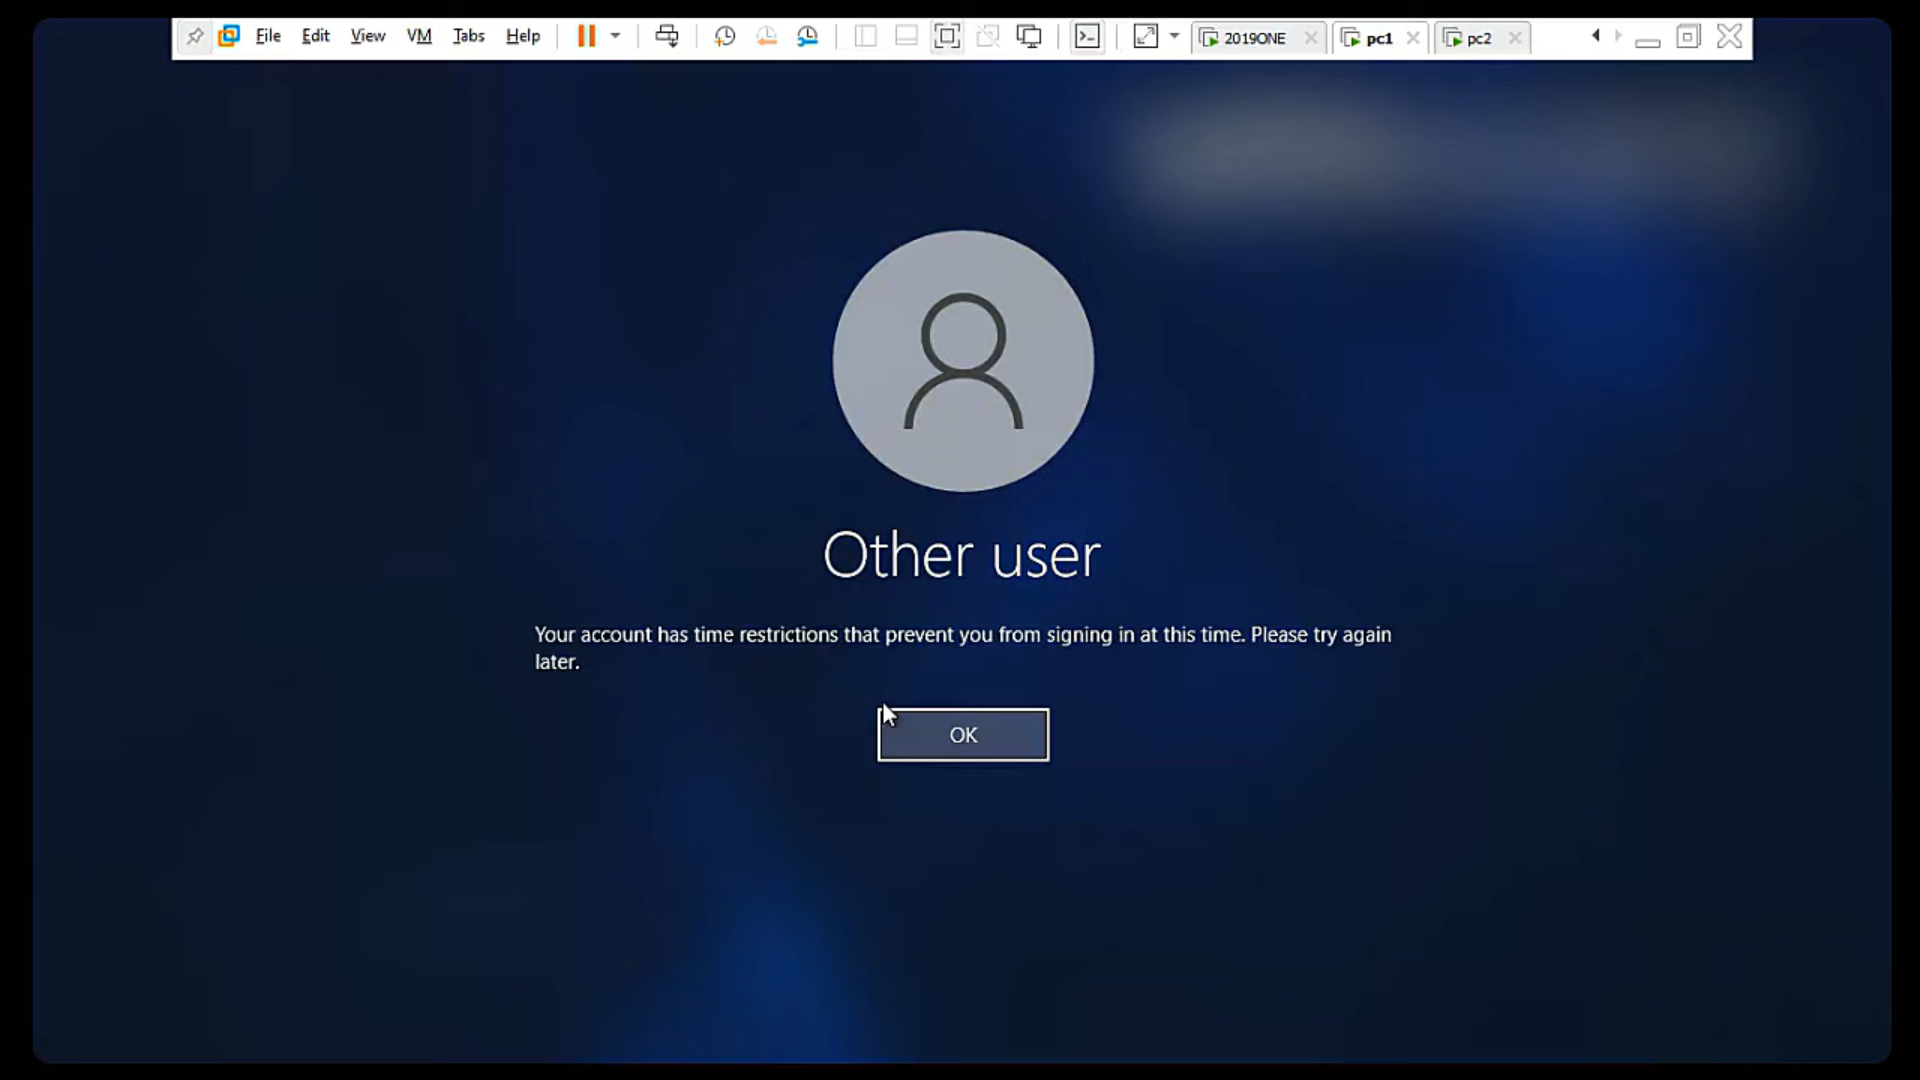 File Edit View VM Tabs Help 2019ONE pc1 pc2
Other user
Your account has time restrictions that prevent you from signing in at this time. Please try again
later.
OK